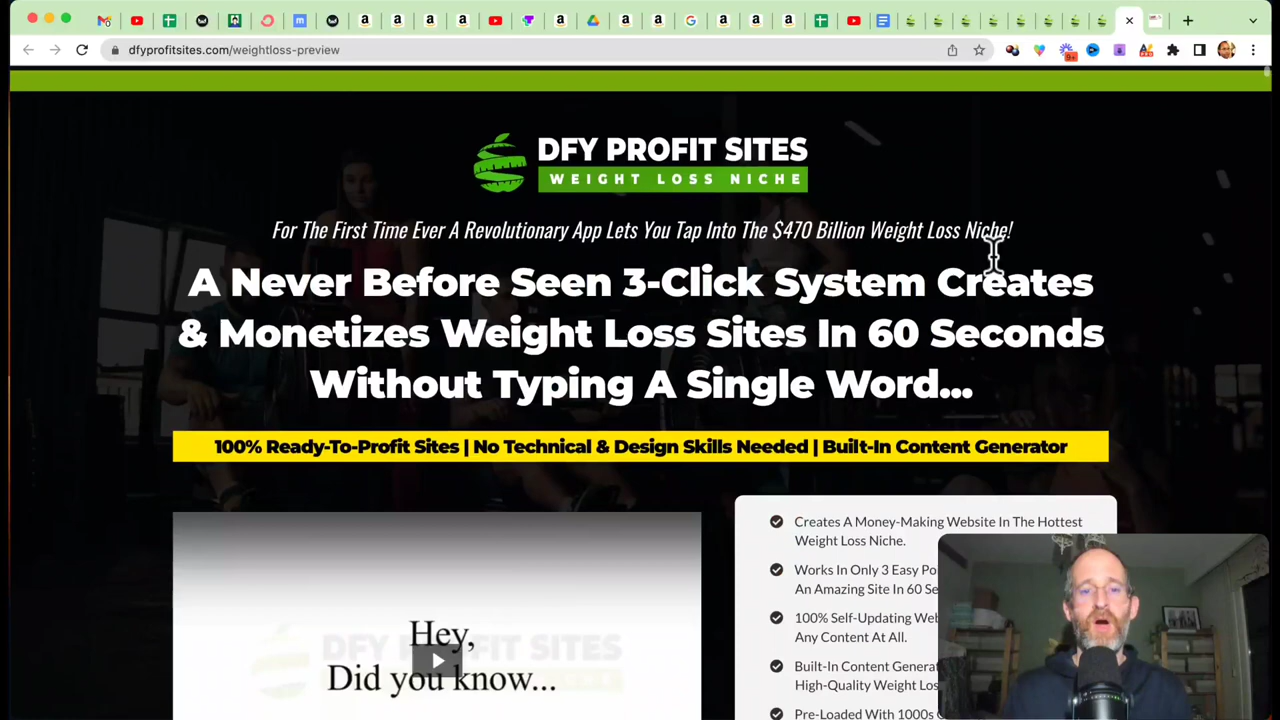 dfyprofitsites.com/weightloss-preview
9+
DFY PROFIT SITES
WEIGHT LOSS NICHE
For The First Time Ever A Revolutionary App Lets You Tap Into The $470 Billion Weight Loss Niche!
A Never Before Seen 3-Click System Creates
& Monetizes Weight Loss Sites In 60 Seconds
Without Typing A Single Word...
100% Ready-To-Profit Sites | No Technical & Design Skills Needed | Built-In Content Generator
Hey,
DFY PROFIT SITES
Did you know...
Creates A Money-Making Website In The Hottest
Weight Loss Niche.
Works In Only 3 Easy
An Amazing Site In 60
100% Self-Updating
Any Content At All.
Built-In Content
High-Quality Weight
Pre-Loaded With 1000s